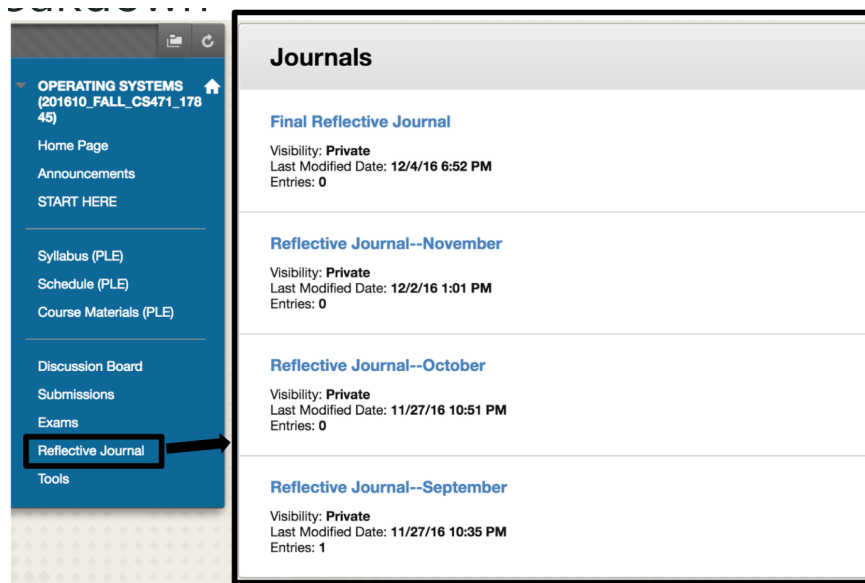 OPERATING SYSTEMS
(201610_FALL_CS471_178
45)
Home Page
Announcements
START HERE
Syllabus (PLE)
Schedule (PLE)
Course Materials (PLE)
Discussion Board
Submissions
Exams
Reflective Journal
Tools
Journals
Final Reflective Journal
Visibility: Private
Last Modified Date: 12/4/16 6:52 PM
Entries: 0
Reflective Journal--November
Visibility: Private
Last Modified Date: 12/2/16 1:01 PM
Entries: 0
Reflective Journal--October
Visibility: Private
Last Modified Date: 11/27/16 10:51 PM
Entries: 0
Reflective Journal--September
Visibility: Private
Last Modified Date: 11/27/16 10:35 PM
Entries: 1